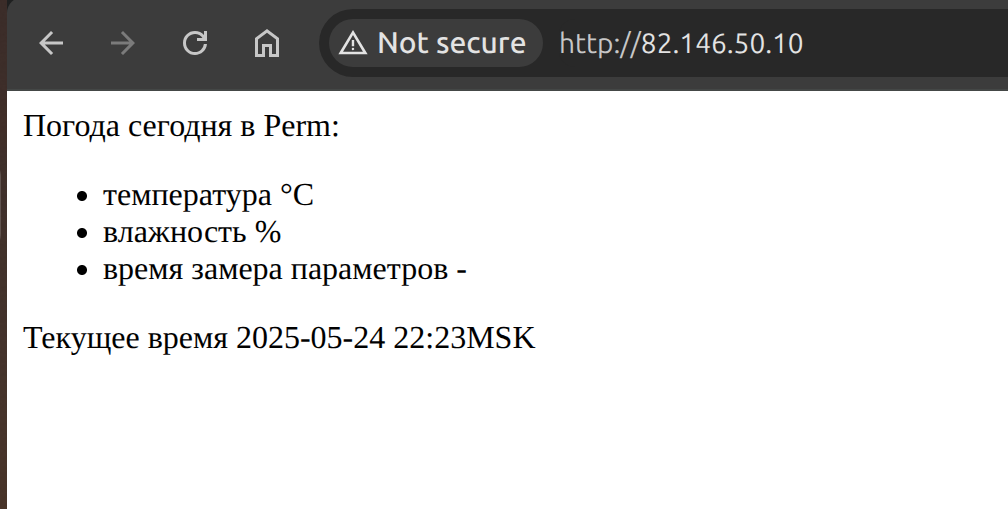 Not secure http://82.146.50.10
Погода сегодня в Perm:
температура °C
влажность %
время замера параметров -
Текущее время 2025-05-24 22:23MSK